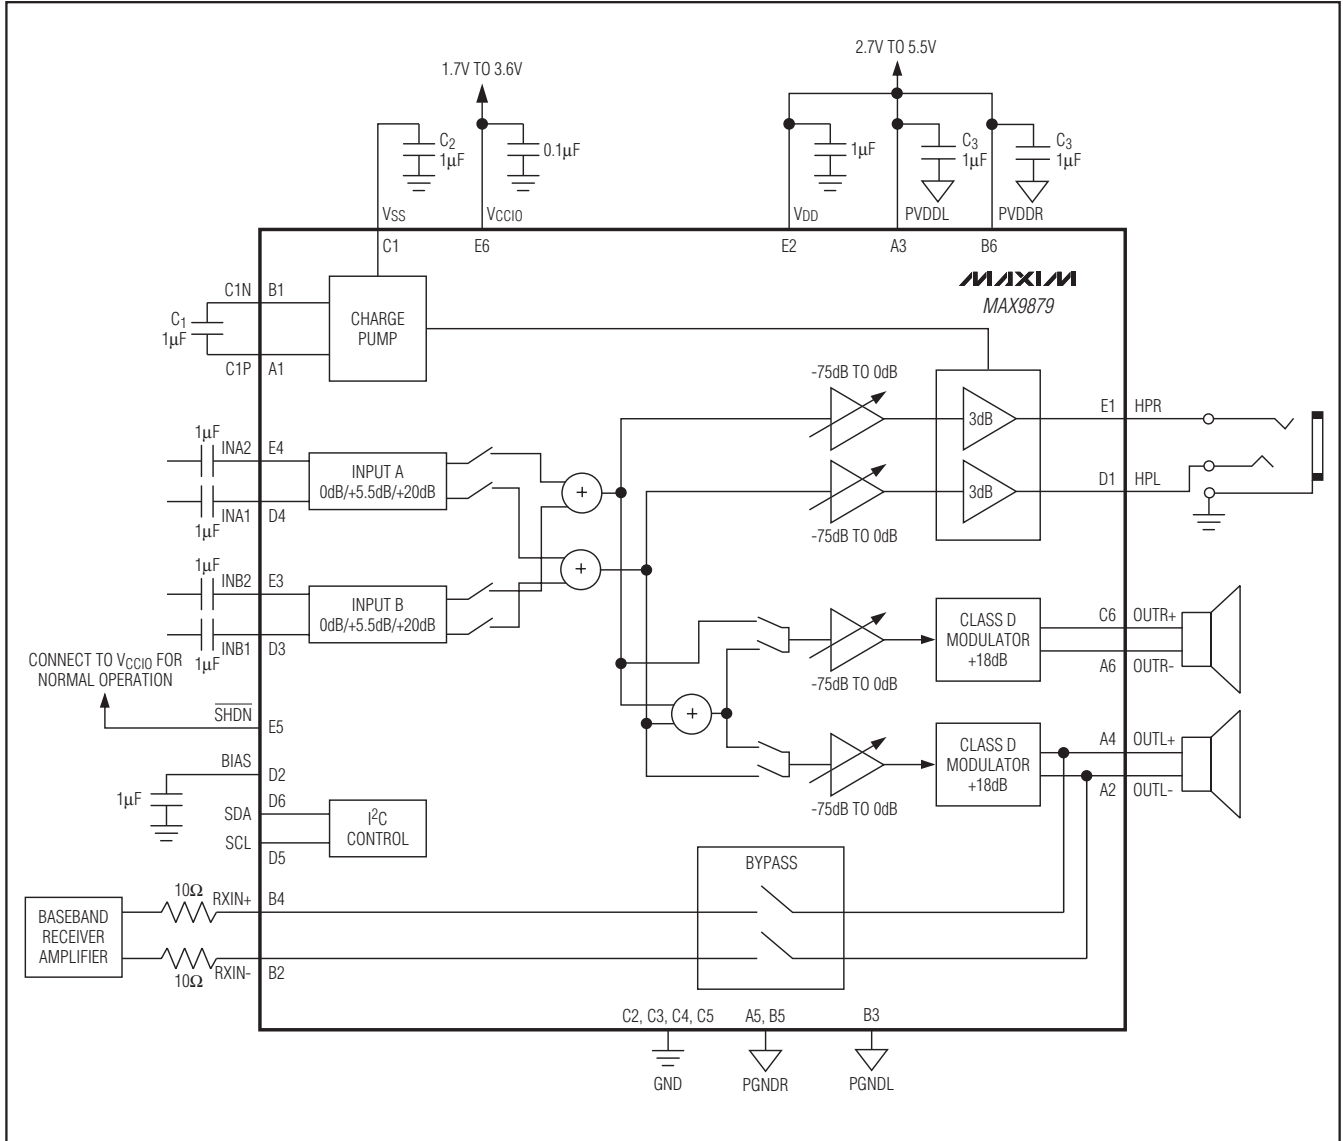 2.7V TO 5.5V
1.7V TO 3.6V
C2
1µF
0.1µF
1µF
C3
1µF
C3
1µF
VSS
VCCIO
VDD
PVDDL
PVDDR
C1
E6
E2
A3
B6
MAXIM
MAX9879
C1N
B1
C1
1µF
CHARGE
PUMP
C1P
A1
-75dB TO 0dB
3dB
E1
HPR
1µF
INA2
E4
INPUT A
0dB/+5.5dB/+20dB
+
3dB
D1
HPL
INA1
D4
1µF
-75dB TO 0dB
1µF
INB2
E3
+
INPUT B
0dB/+5.5dB/+20dB
CLASS D
MODULATOR
+18dB
C6
OUTR+
INB1
D3
1µF
A6
OUTR-
CONNECT TO VCCIO FOR
NORMAL OPERATION
-75dB TO 0dB
SHDN
E5
+
CLASS D
MODULATOR
+18dB
A4
OUTL+
BIAS
D2
A2
OUTL-
1µF
-75dB TO 0dB
D6
SDA
I2C
CONTROL
SCL
D5
BYPASS
10Ω
RXIN+
B4
BASEBAND
RECEIVER
AMPLIFIER
10Ω
RXIN-
B2
C2, C3, C4, C5
A5, B5
B3
GND
PGNDR
PGNDL